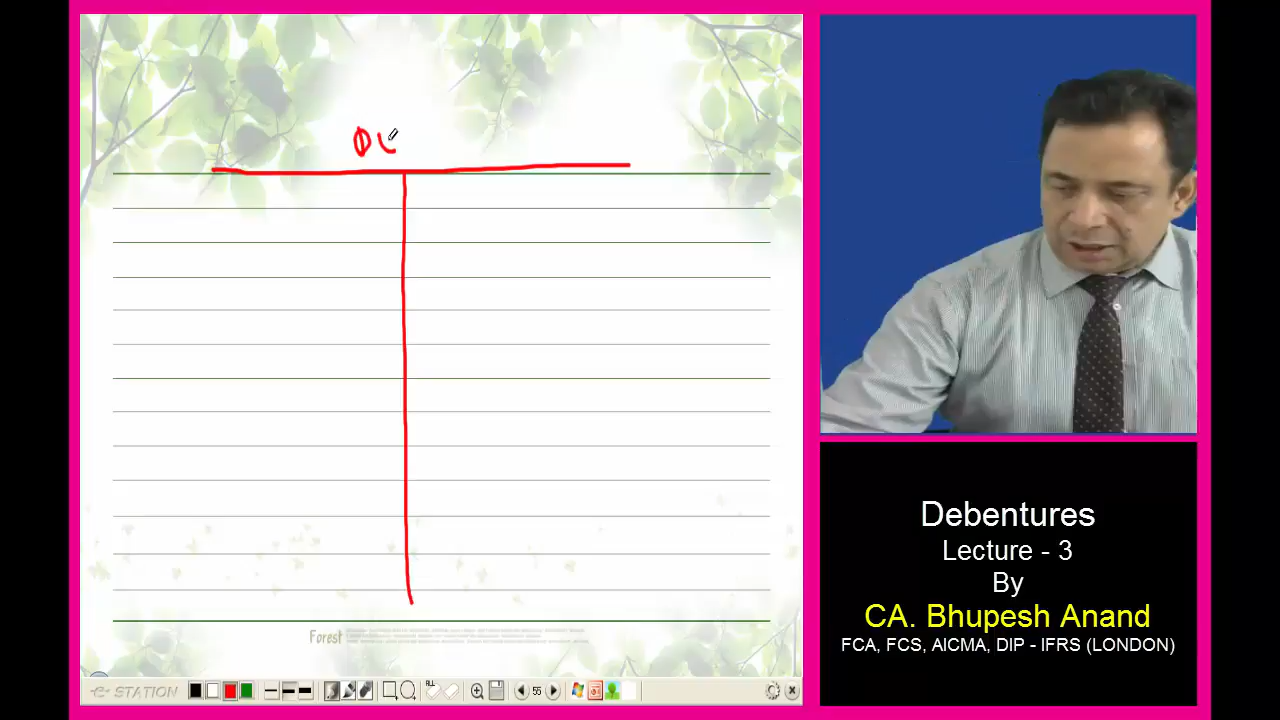 Debentures
Lecture - 3
By
CA. Bhupesh Anand
FCA, FCS, AICMA, DIP - IFRS (LONDON)
Forest
e-STATION
55